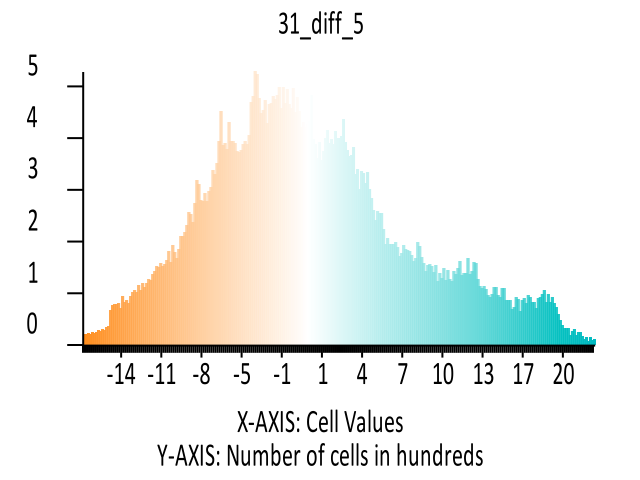 31_diff_5
5
4
3
2
1
0
-14 -11 -8 -5 -1 1 4 7 10 13 17 20
X-AXIS: Cell Values
Y-AXIS: Number of cells in hundreds